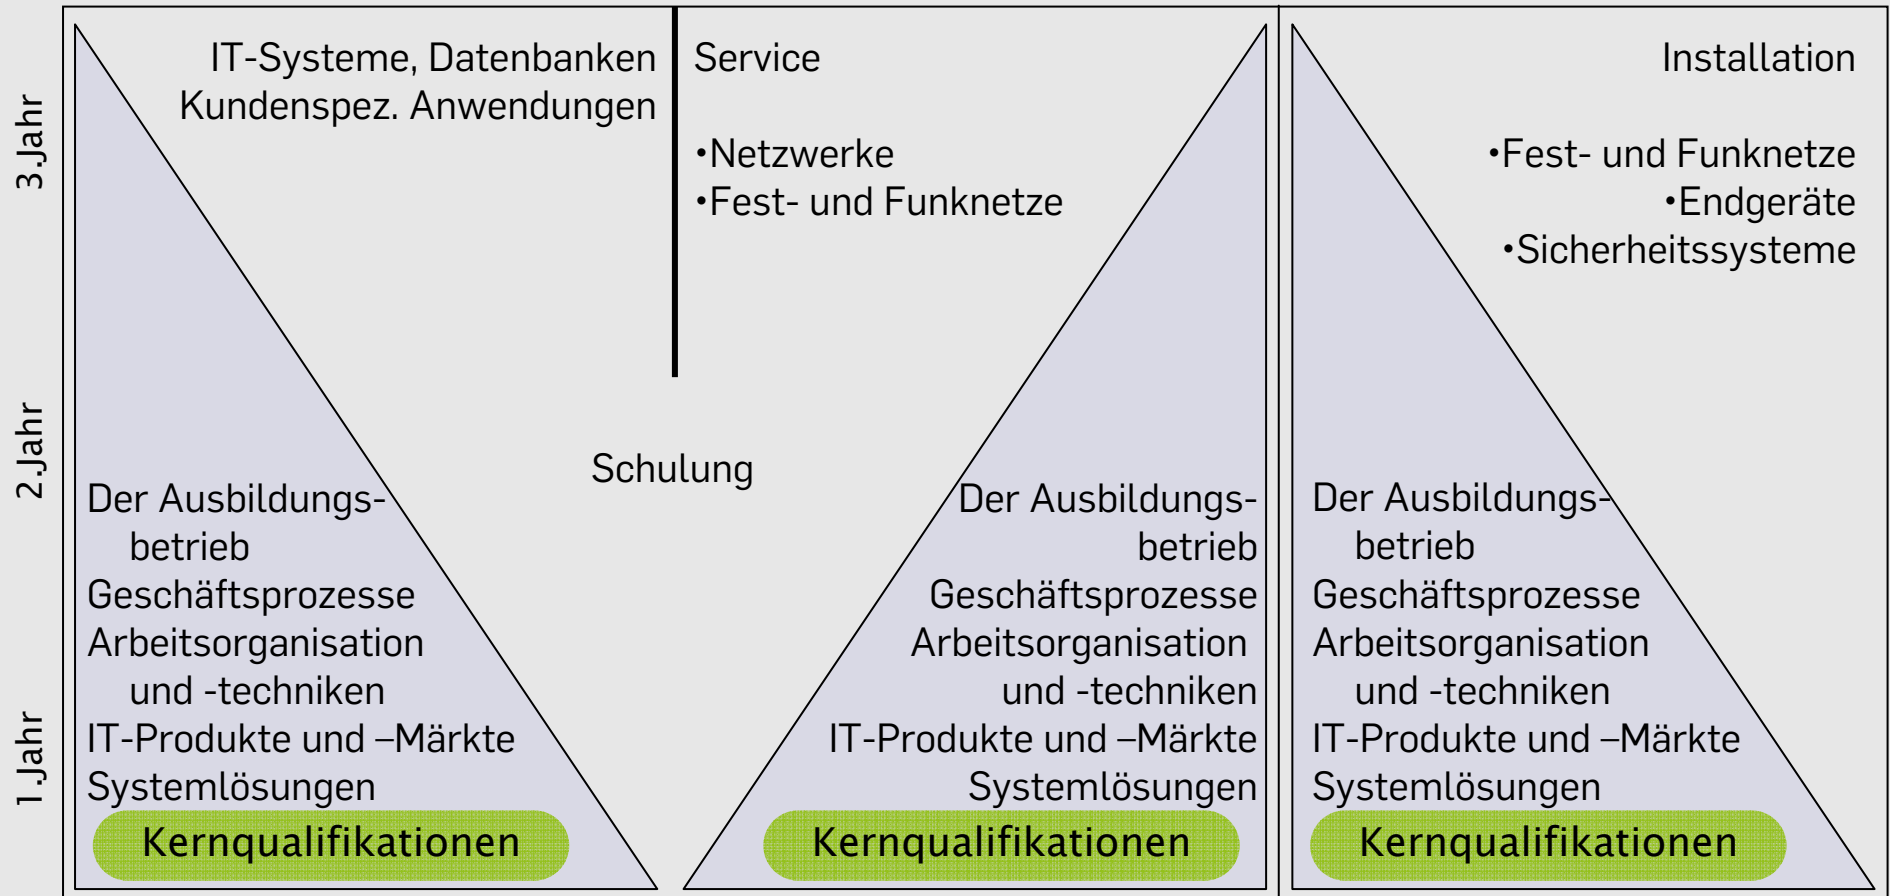 3.Jahr
2.Jahr
1.Jahr
IT-Systeme, Datenbanken
Kundenspez. Anwendungen
Service
•Netzwerke
•Fest- und Funknetze
Installation
•Fest- und Funknetze
•Endgeräte
•Sicherheitssysteme
Schulung
Der Ausbildungs-
betrieb
Geschäftsprozesse
Arbeitsorganisation
und -techniken
IT-Produkte und –Märkte
Systemlösungen
Kernqualifikationen
Der Ausbildungs-
betrieb
Geschäftsprozesse
Arbeitsorganisation
und -techniken
IT-Produkte und –Märkte
Systemlösungen
Kernqualifikationen
Der Ausbildungs-
betrieb
Geschäftsprozesse
Arbeitsorganisation
und -techniken
IT-Produkte und –Märkte
Systemlösungen
Kernqualifikationen